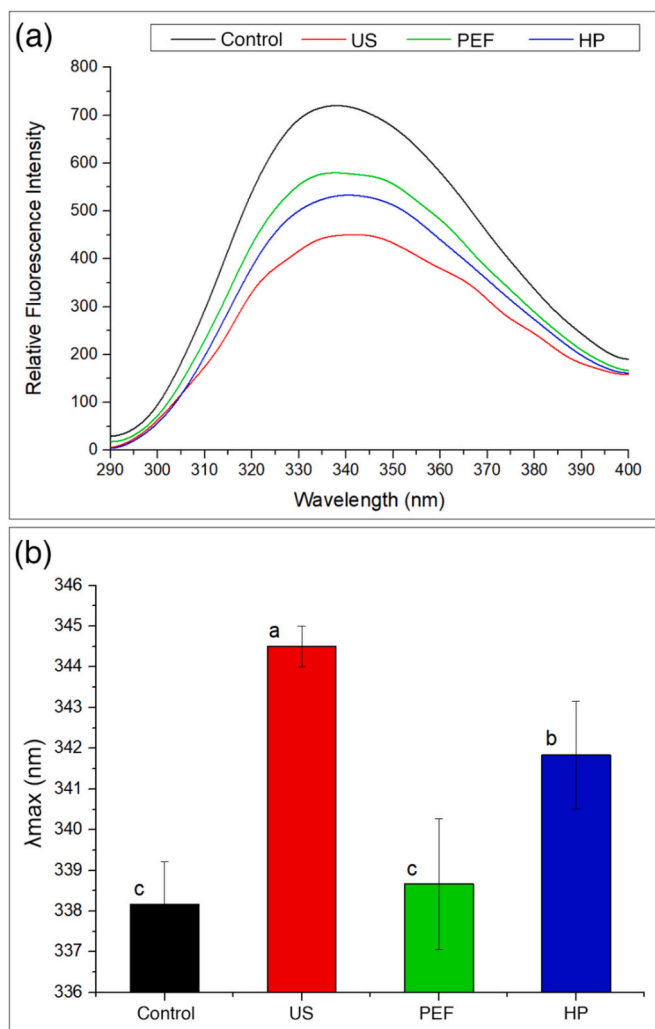 (a)
Control US PEF HP
800
700
600
500
400
300
200
100
0
Relative Fluorescence Intensity
290 300 310 320 330 340 350 360 370 380 390 400
Wavelength (nm)
(b)
346
345
344
343
342
341
340
339
338
337
336
λmax (nm)
a
b
c
c
Control US PEF HP